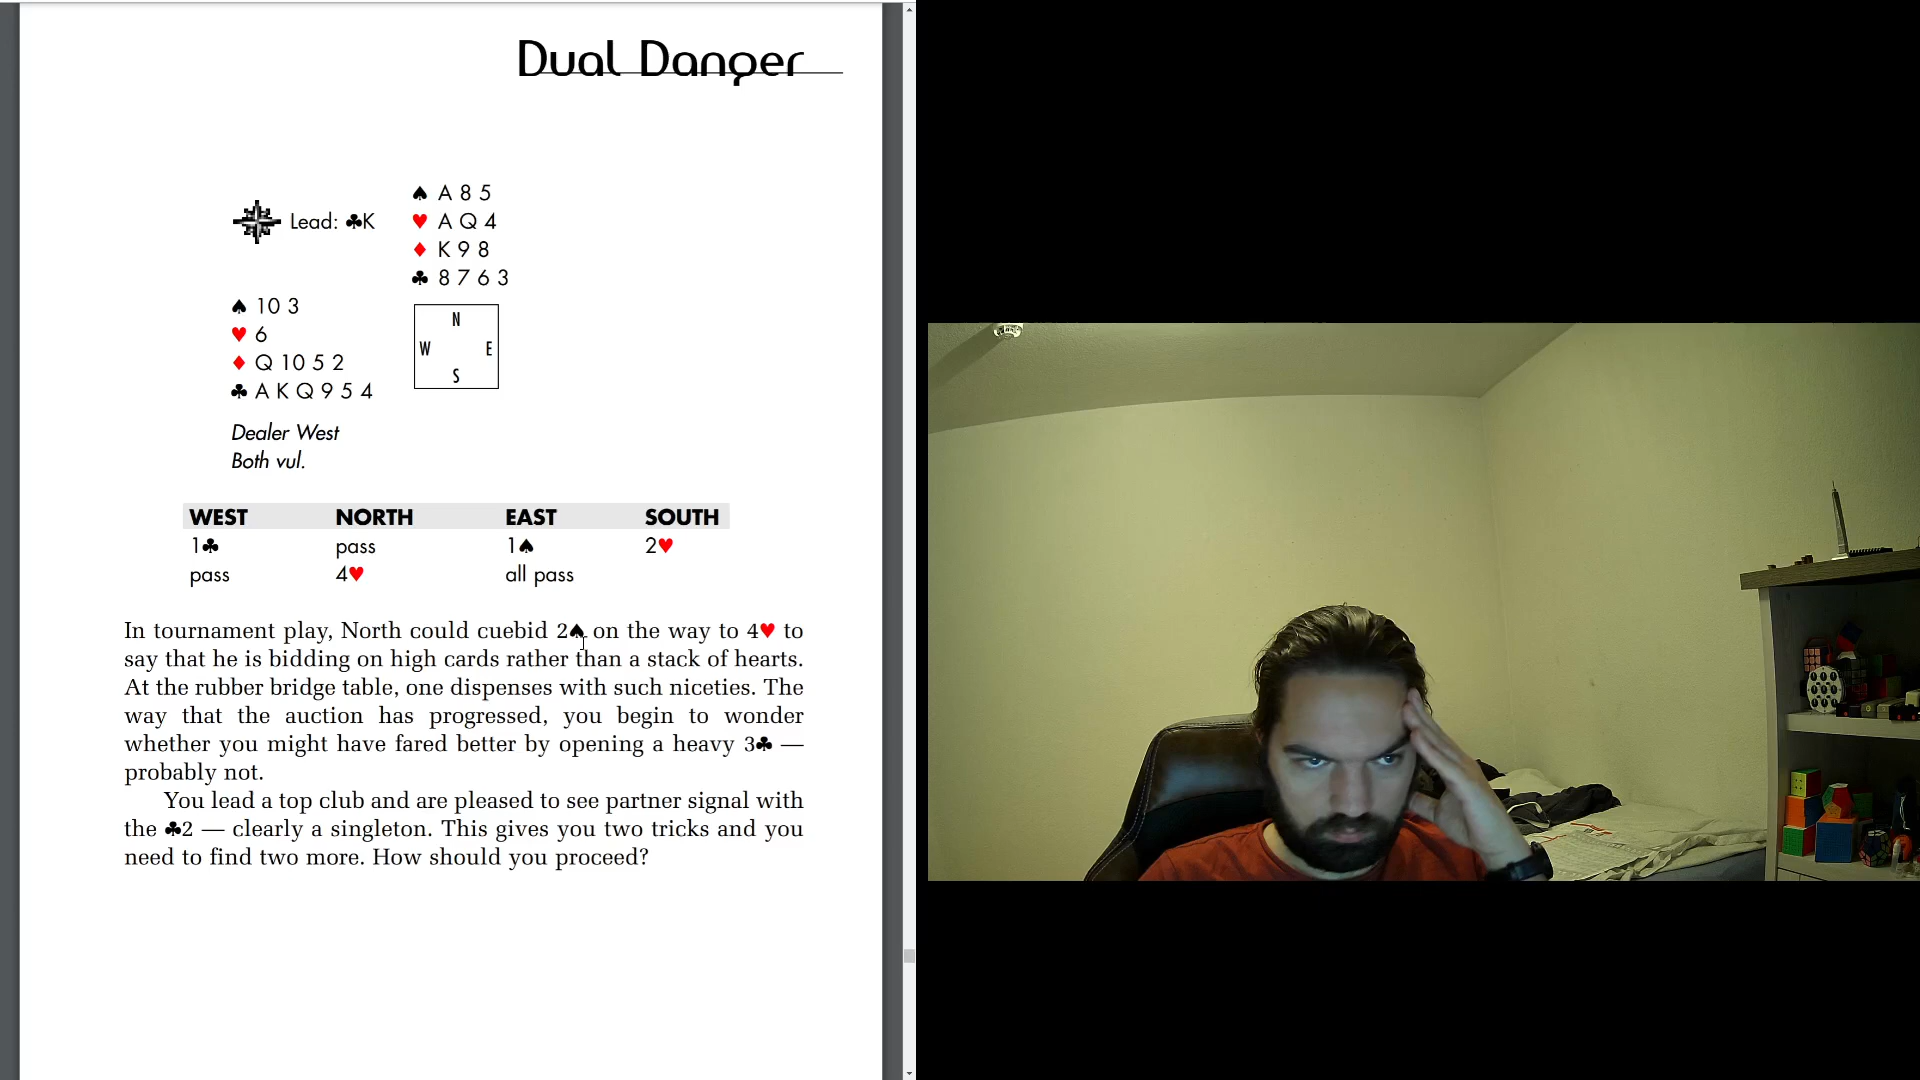 Dual Danger
♠ A 8 5
Lead: ♣K ♥ A Q 4
♦ K 9 8
♣ 8 7 6 3
♠ 10 3
♥ 6
♦ Q 10 5 2
♣ A K Q 9 5 4
N
W E
S
Dealer West
Both vul.
WEST NORTH EAST SOUTH
1♣ pass 1♠ 2♥
pass 4♥ all pass
In tournament play, North could cuebid 2♠ on the way to 4♥ to
say that he is bidding on high cards rather than a stack of hearts.
At the rubber bridge table, one dispenses with such niceties. The
way that the auction has progressed, you begin to wonder
whether you might have fared better by opening a heavy 3♣ —
probably not.
You lead a top club and are pleased to see partner signal with
the ♣2 — clearly a singleton. This gives you two tricks and you
need to find two more. How should you proceed?